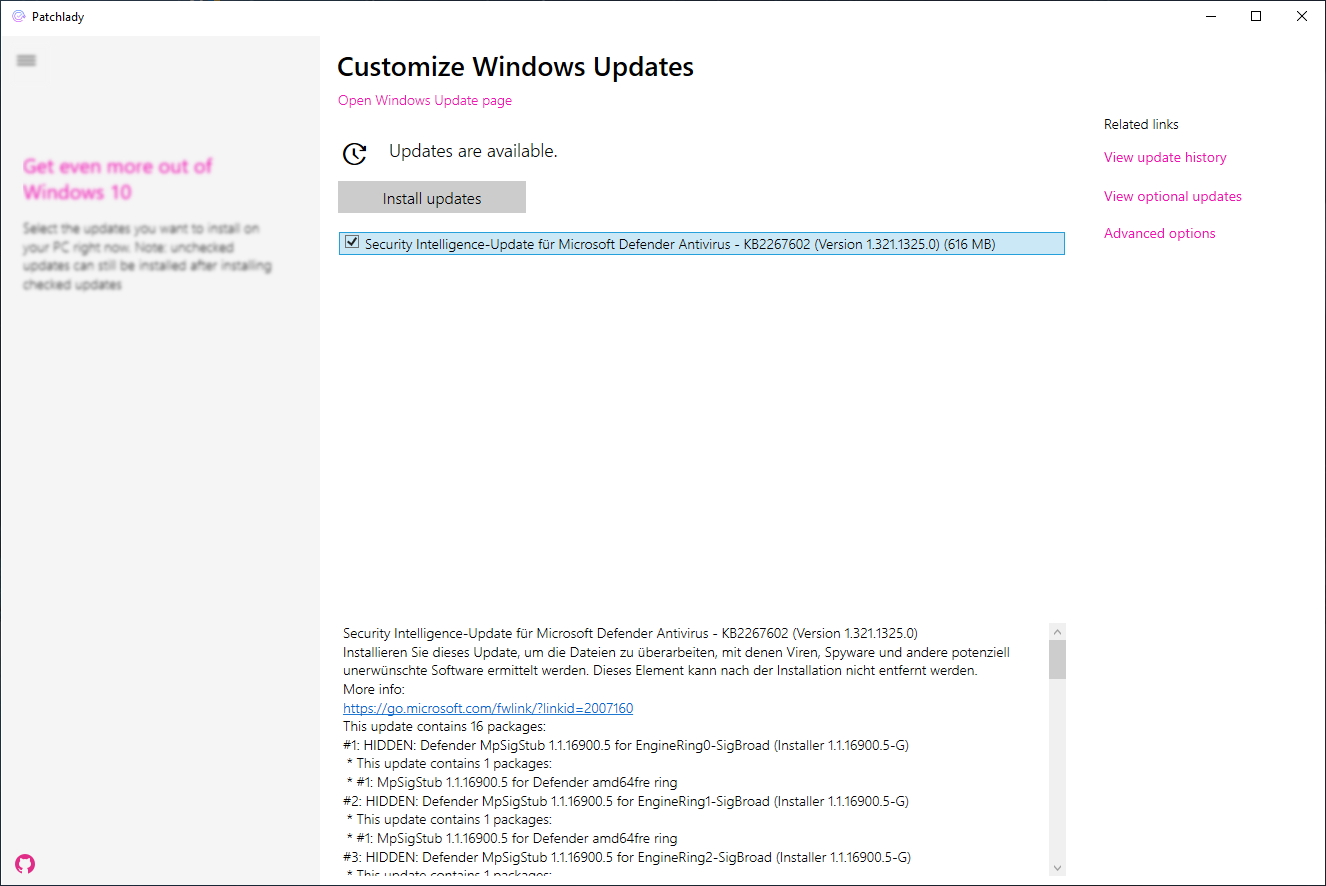 Patchlady
Get even more out of
Windows 10
Select the updates you want to install on
your PC right now. Note: unchecked
updates can still be installed after installing
checked updates
Customize Windows Updates
Open Windows Update page
Updates are available.
Install updates
Security Intelligence-Update für Microsoft Defender Antivirus - KB2267602 (Version 1.321.1325.0) (616 MB)
Related links
View update history
View optional updates
Advanced options
Security Intelligence-Update für Microsoft Defender Antivirus - KB2267602 (Version 1.321.1325.0)
Installieren Sie dieses Update, um die Dateien zu überarbeiten, mit denen Viren, Spyware und andere potenziell
unerwünschte Software ermittelt werden. Dieses Element kann nach der Installation nicht entfernt werden.
More info:
https://go.microsoft.com/fwlink/?linkid=2007160
This update contains 16 packages:
#1: HIDDEN: Defender MpSigStub 1.1.16900.5 for EngineRing0-SigBroad (Installer 1.1.16900.5-G)
* This update contains 1 packages:
* #1: MpSigStub 1.1.16900.5 for Defender amd64fre ring
#2: HIDDEN: Defender MpSigStub 1.1.16900.5 for EngineRing1-SigBroad (Installer 1.1.16900.5-G)
* This update contains 1 packages:
* #1: MpSigStub 1.1.16900.5 for Defender amd64fre ring
#3: HIDDEN: Defender MpSigStub 1.1.16900.5 for EngineRing2-SigBroad (Installer 1.1.16900.5-G)
* This update contains 1 packages: